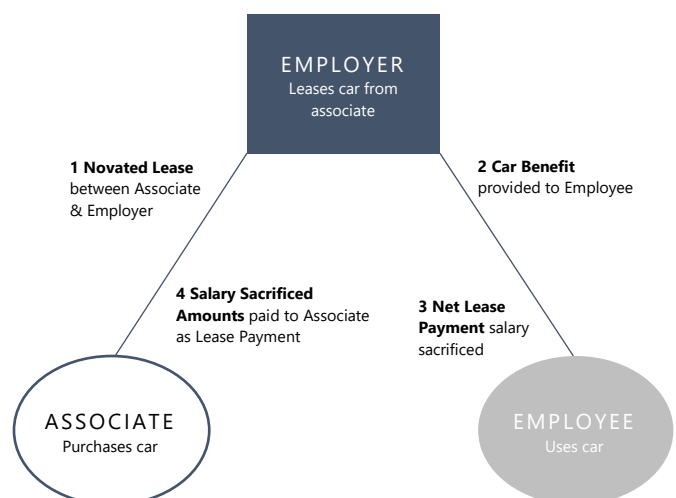 EMPLOYER
Leases car from
associate
1 Novated Lease
between Associate
& Employer
2 Car Benefit
provided to Employee
4 Salary Sacrificed
Amounts paid to Associate
as Lease Payment
3 Net Lease
Payment salary
sacrificed
ASSOCIATE
Purchases car
EMPLOYEE
Uses car